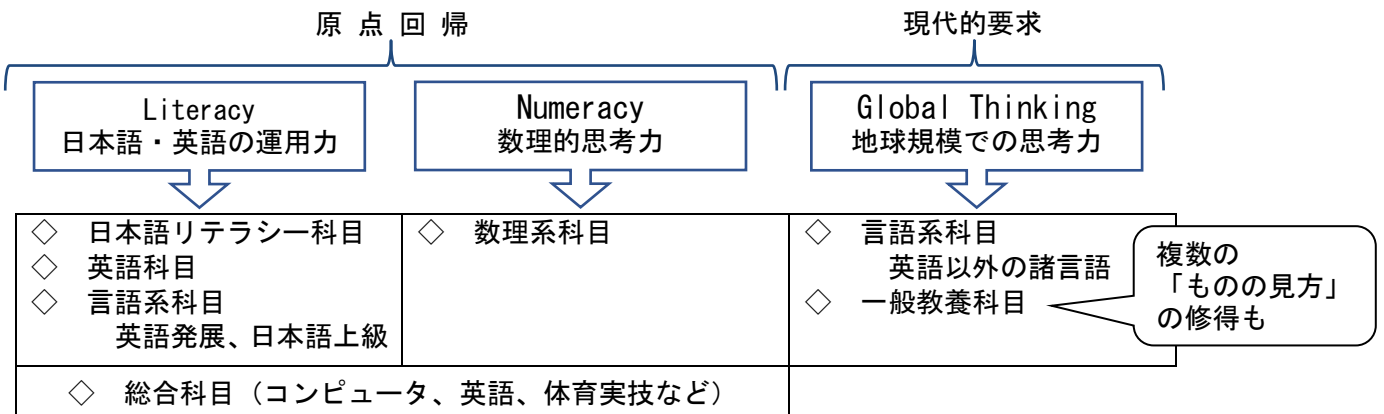 原 点 回 帰
現代的要求
Literacy
日本語・英語の運用力
Numeracy
数理的思考力
Global Thinking
地球規模での思考力
◇ 日本語リテラシー科目
◇ 英語科目
◇ 言語系科目
英語発展、日本語上級
◇ 数理系科目
◇ 言語系科目
英語以外の諸言語
◇ 一般教養科目
複数の
「ものの見方」
の修得も
◇ 総合科目（コンピュータ、英語、体育実技など）